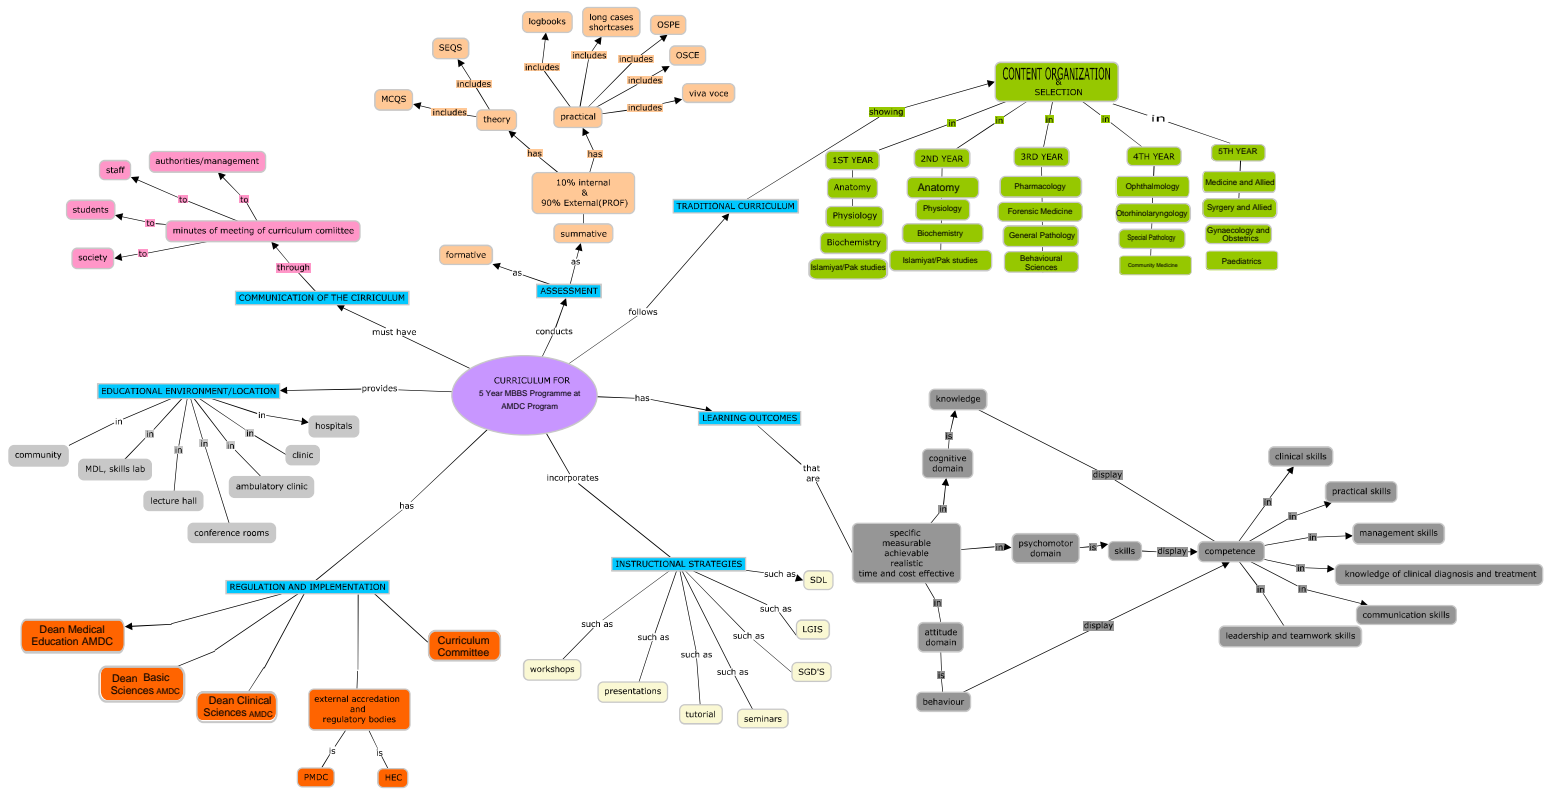 logbooks
long cases
shortcases
OSPE
SEQS
OSCE
includes
includes
includes
includes
includes
includes
includes
MCQS
viva voce
theory
practical
has
has
10% internal
&
90% External(PROF)
summative
formative
as
as
ASSESSMENT
conducts
CONTENT ORGANIZATION
&
SELECTION
showing
in
in
in
in
in
1ST YEAR
2ND YEAR
3RD YEAR
4TH YEAR
5TH YEAR
Anatomy
Physiology
Biochemistry
Islamiyat/Pak studies
Anatomy
Physiology
Biochemistry
Islamiyat/Pak studies
Pharmacology
Forensic Medicine
General Pathology
Behavioural
Sciences
Ophthalmology
Otorhinolaryngology
Special Pathology
Community Medicine
Medicine and Allied
Syrgery and Allied
Gynaecology and
Obstetrics
Paediatrics
TRADITIONAL CURRICULUM
follows
authorities/management
staff
students
society
to
to
to
to
minutes of meeting of curriculum comlittee
through
COMMUNICATION OF THE CIRRICULUM
must have
CURRICULUM FOR
5 Year MBBS Programme at
AMDC Program
provides
EDUCATIONAL ENVIRONMENT/LOCATION
in
in
in
in
in
in
in
community
MDL, skills lab
lecture hall
conference rooms
ambulatory clinic
clinic
hospitals
has
LEARNING OUTCOMES
that
are
specific
measurable
achievable
realistic
time and cost effective
in
cognitive
domain
is
knowledge
display
in
psychomotor
domain
is
skills
display
in
attitude
domain
is
behaviour
display
competence
in
in
in
in
in
in
clinical skills
practical skills
management skills
knowledge of clinical diagnosis and treatment
communication skills
leadership and teamwork skills
has
REGULATION AND IMPLEMENTATION
Dean Medical
Education AMDC
Dean Basic
Sciences AMDC
Dean Clinical
Sciences AMDC
external accredation
and
regulatory bodies
Curriculum
Committee
is
is
PMDC
HEC
incorporates
INSTRUCTIONAL STRATEGIES
such as
such as
such as
such as
such as
such as
such as
workshops
presentations
tutorial
seminars
SGD'S
LGIS
SDL